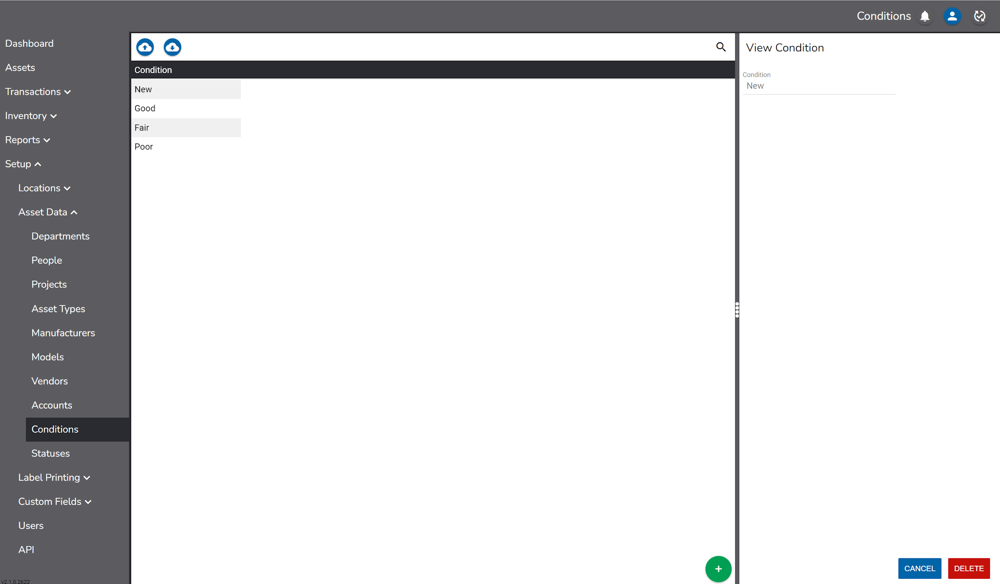 Conditions
Dashboard
Assets
Transactions
Inventory
Reports
Setup
Locations
Asset Data
Departments
People
Projects
Asset Types
Manufacturers
Models
Vendors
Accounts
Conditions
Statuses
Label Printing
Custom Fields
Users
API
v2.1.0.2622
Condition
New
Good
Fair
Poor
+
View Condition
Condition
New
CANCEL
DELETE